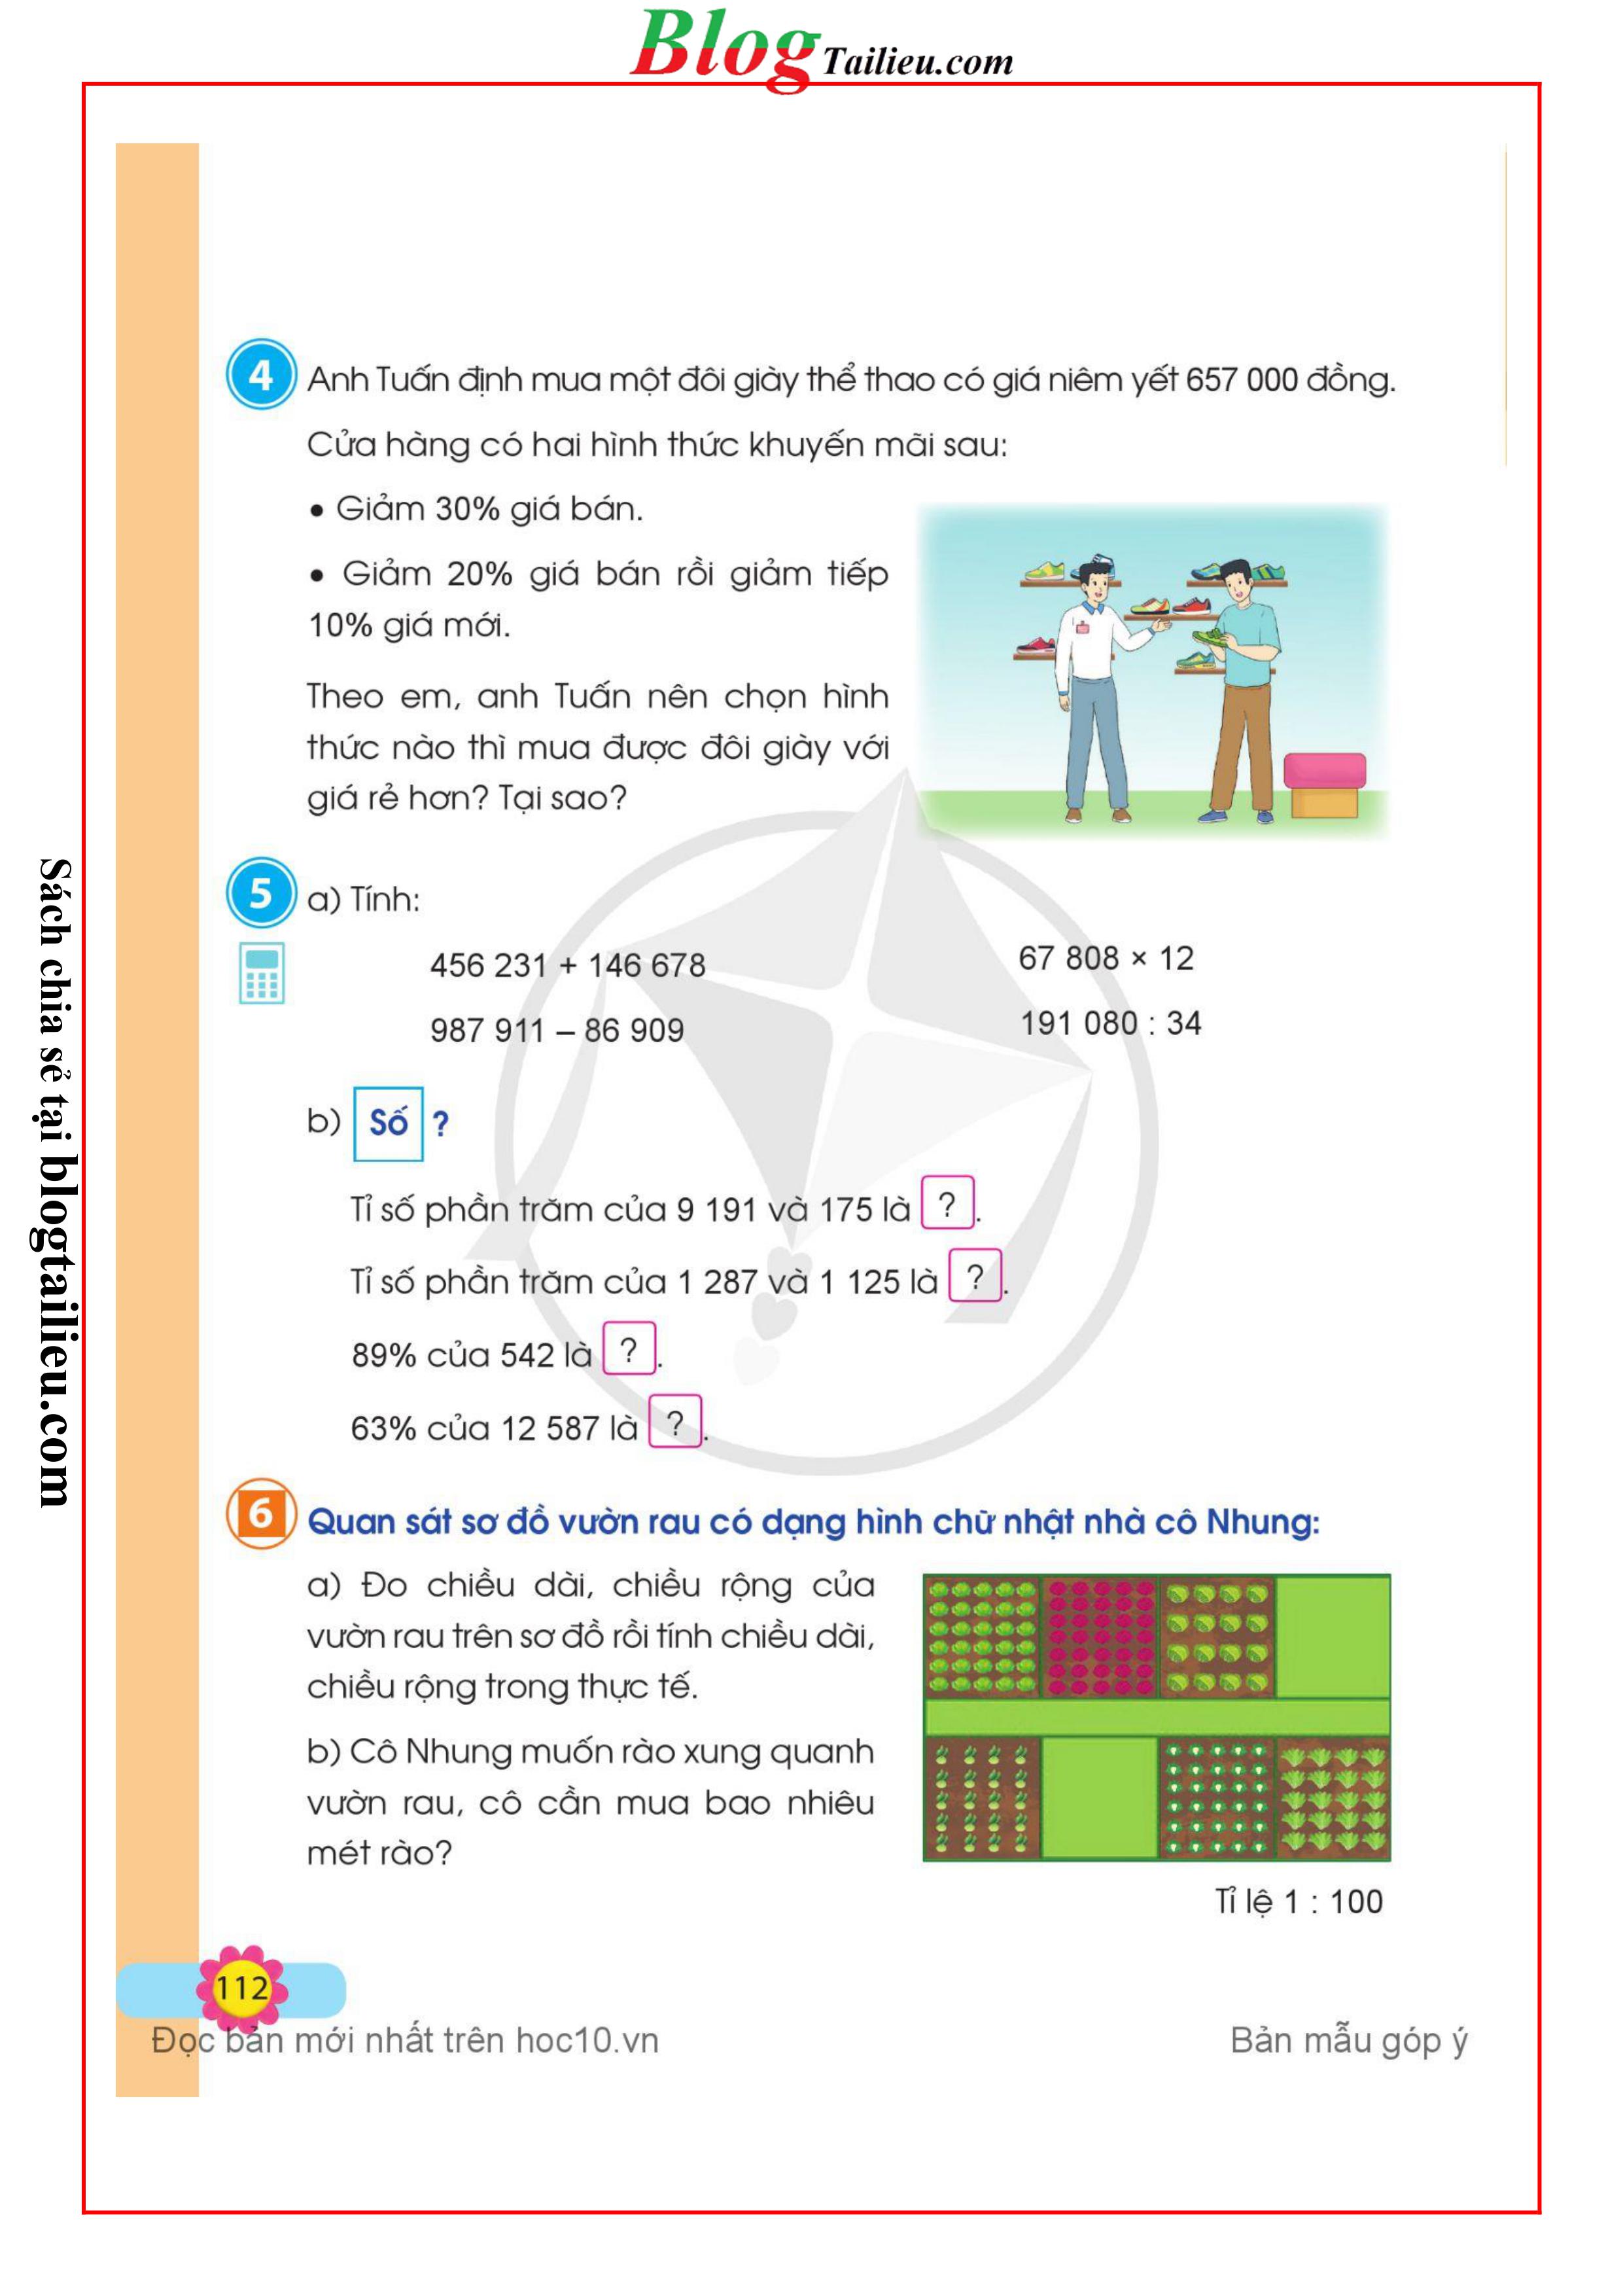 Blog Tailieu.com
4 Anh Tuấn định mua một đôi giày thể thao có giá niêm yết 657 000 đồng.
Cửa hàng có hai hình thức khuyến mãi sau:
• Giảm 30% giá bán.
• Giảm 20% giá bán rồi giảm tiếp
10% giá mới.
Theo em, anh Tuấn nên chọn hình
thức nào thì mua được đôi giày với
giá rẻ hơn? Tại sao?
5 a) Tính:
456 231 + 146 678
67 808 × 12
987 911 – 86 909
191 080 : 34
b) Số ?
Tỉ số phần trăm của 9 191 và 175 là ? .
Tỉ số phần trăm của 1 287 và 1 125 là ? .
89% của 542 là ? .
63% của 12 587 là ? .
6 Quan sát sơ đồ vườn rau có dạng hình chữ nhật nhà cô Nhung:
a) Đo chiều dài, chiều rộng của
vườn rau trên sơ đồ rồi tính chiều dài,
chiều rộng trong thực tế.
b) Cô Nhung muốn rào xung quanh
vườn rau, cô cần mua bao nhiêu
mét rào?
Tỉ lệ 1 : 100
112
Đọc bản mới nhất trên hoc10.vn
Bản mẫu góp ý
Sách chia sẻ tại blogtailieu.com